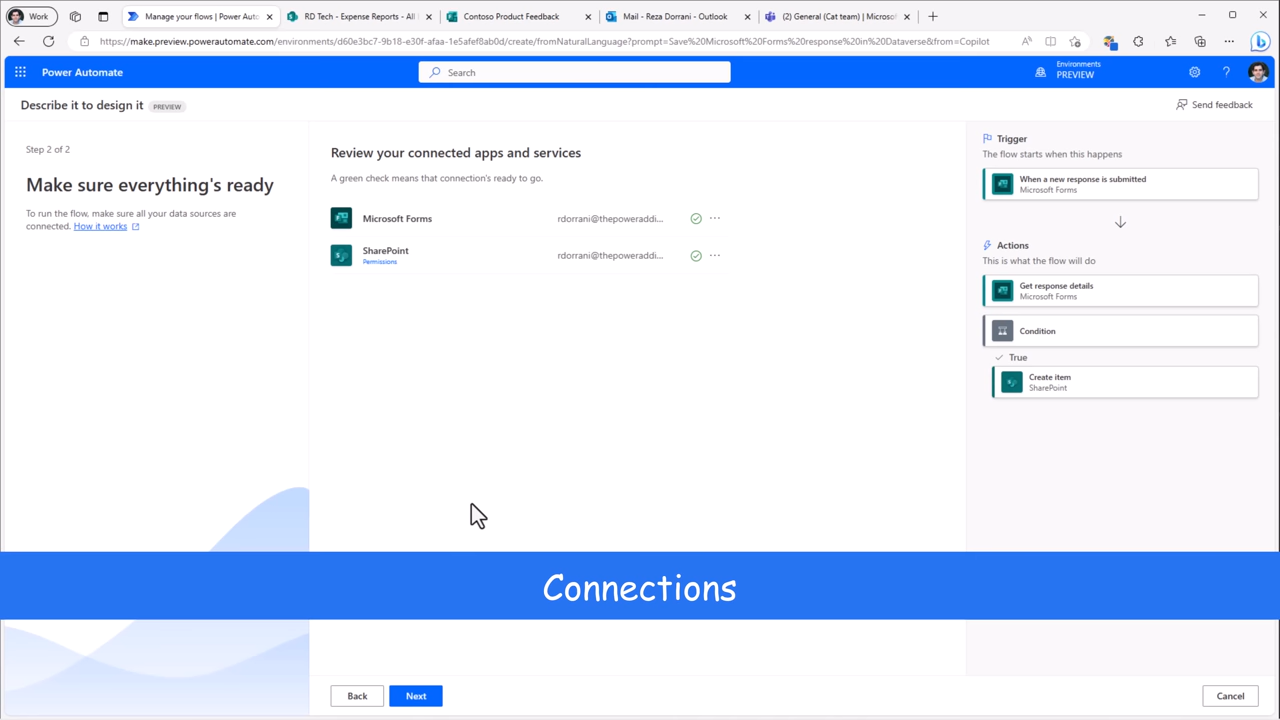 Work
Manage your flows | Power Auto
RD Tech - Expense Reports - All
Contoso Product Feedback
Mail - Reza Dorrani - Outlook
(2) General (Cat team) | Microsof
https://make.preview.powerautomate.com/environments/d60e3bc7-9b18-e30f-afaa-1e5afef8ab0d/create/fromNaturalLanguage?prompt=Save%20Microsoft%20Forms%20response%20in%20Dataverse&from=Copilot
Power Automate
Search
Environments
PREVIEW
Describe it to design it PREVIEW
Send feedback
Step 2 of 2
Make sure everything's ready
To run the flow, make sure all your data sources are
connected. How it works
Review your connected apps and services
A green check means that connection's ready to go.
Microsoft Forms
rdorrani@thepoweraddi...
SharePoint
Permissions
rdorrani@thepoweraddi...
Trigger
The flow starts when this happens
When a new response is submitted
Microsoft Forms
Actions
This is what the flow will do
Get response details
Microsoft Forms
Condition
True
Create item
SharePoint
Connections
Back
Next
Cancel